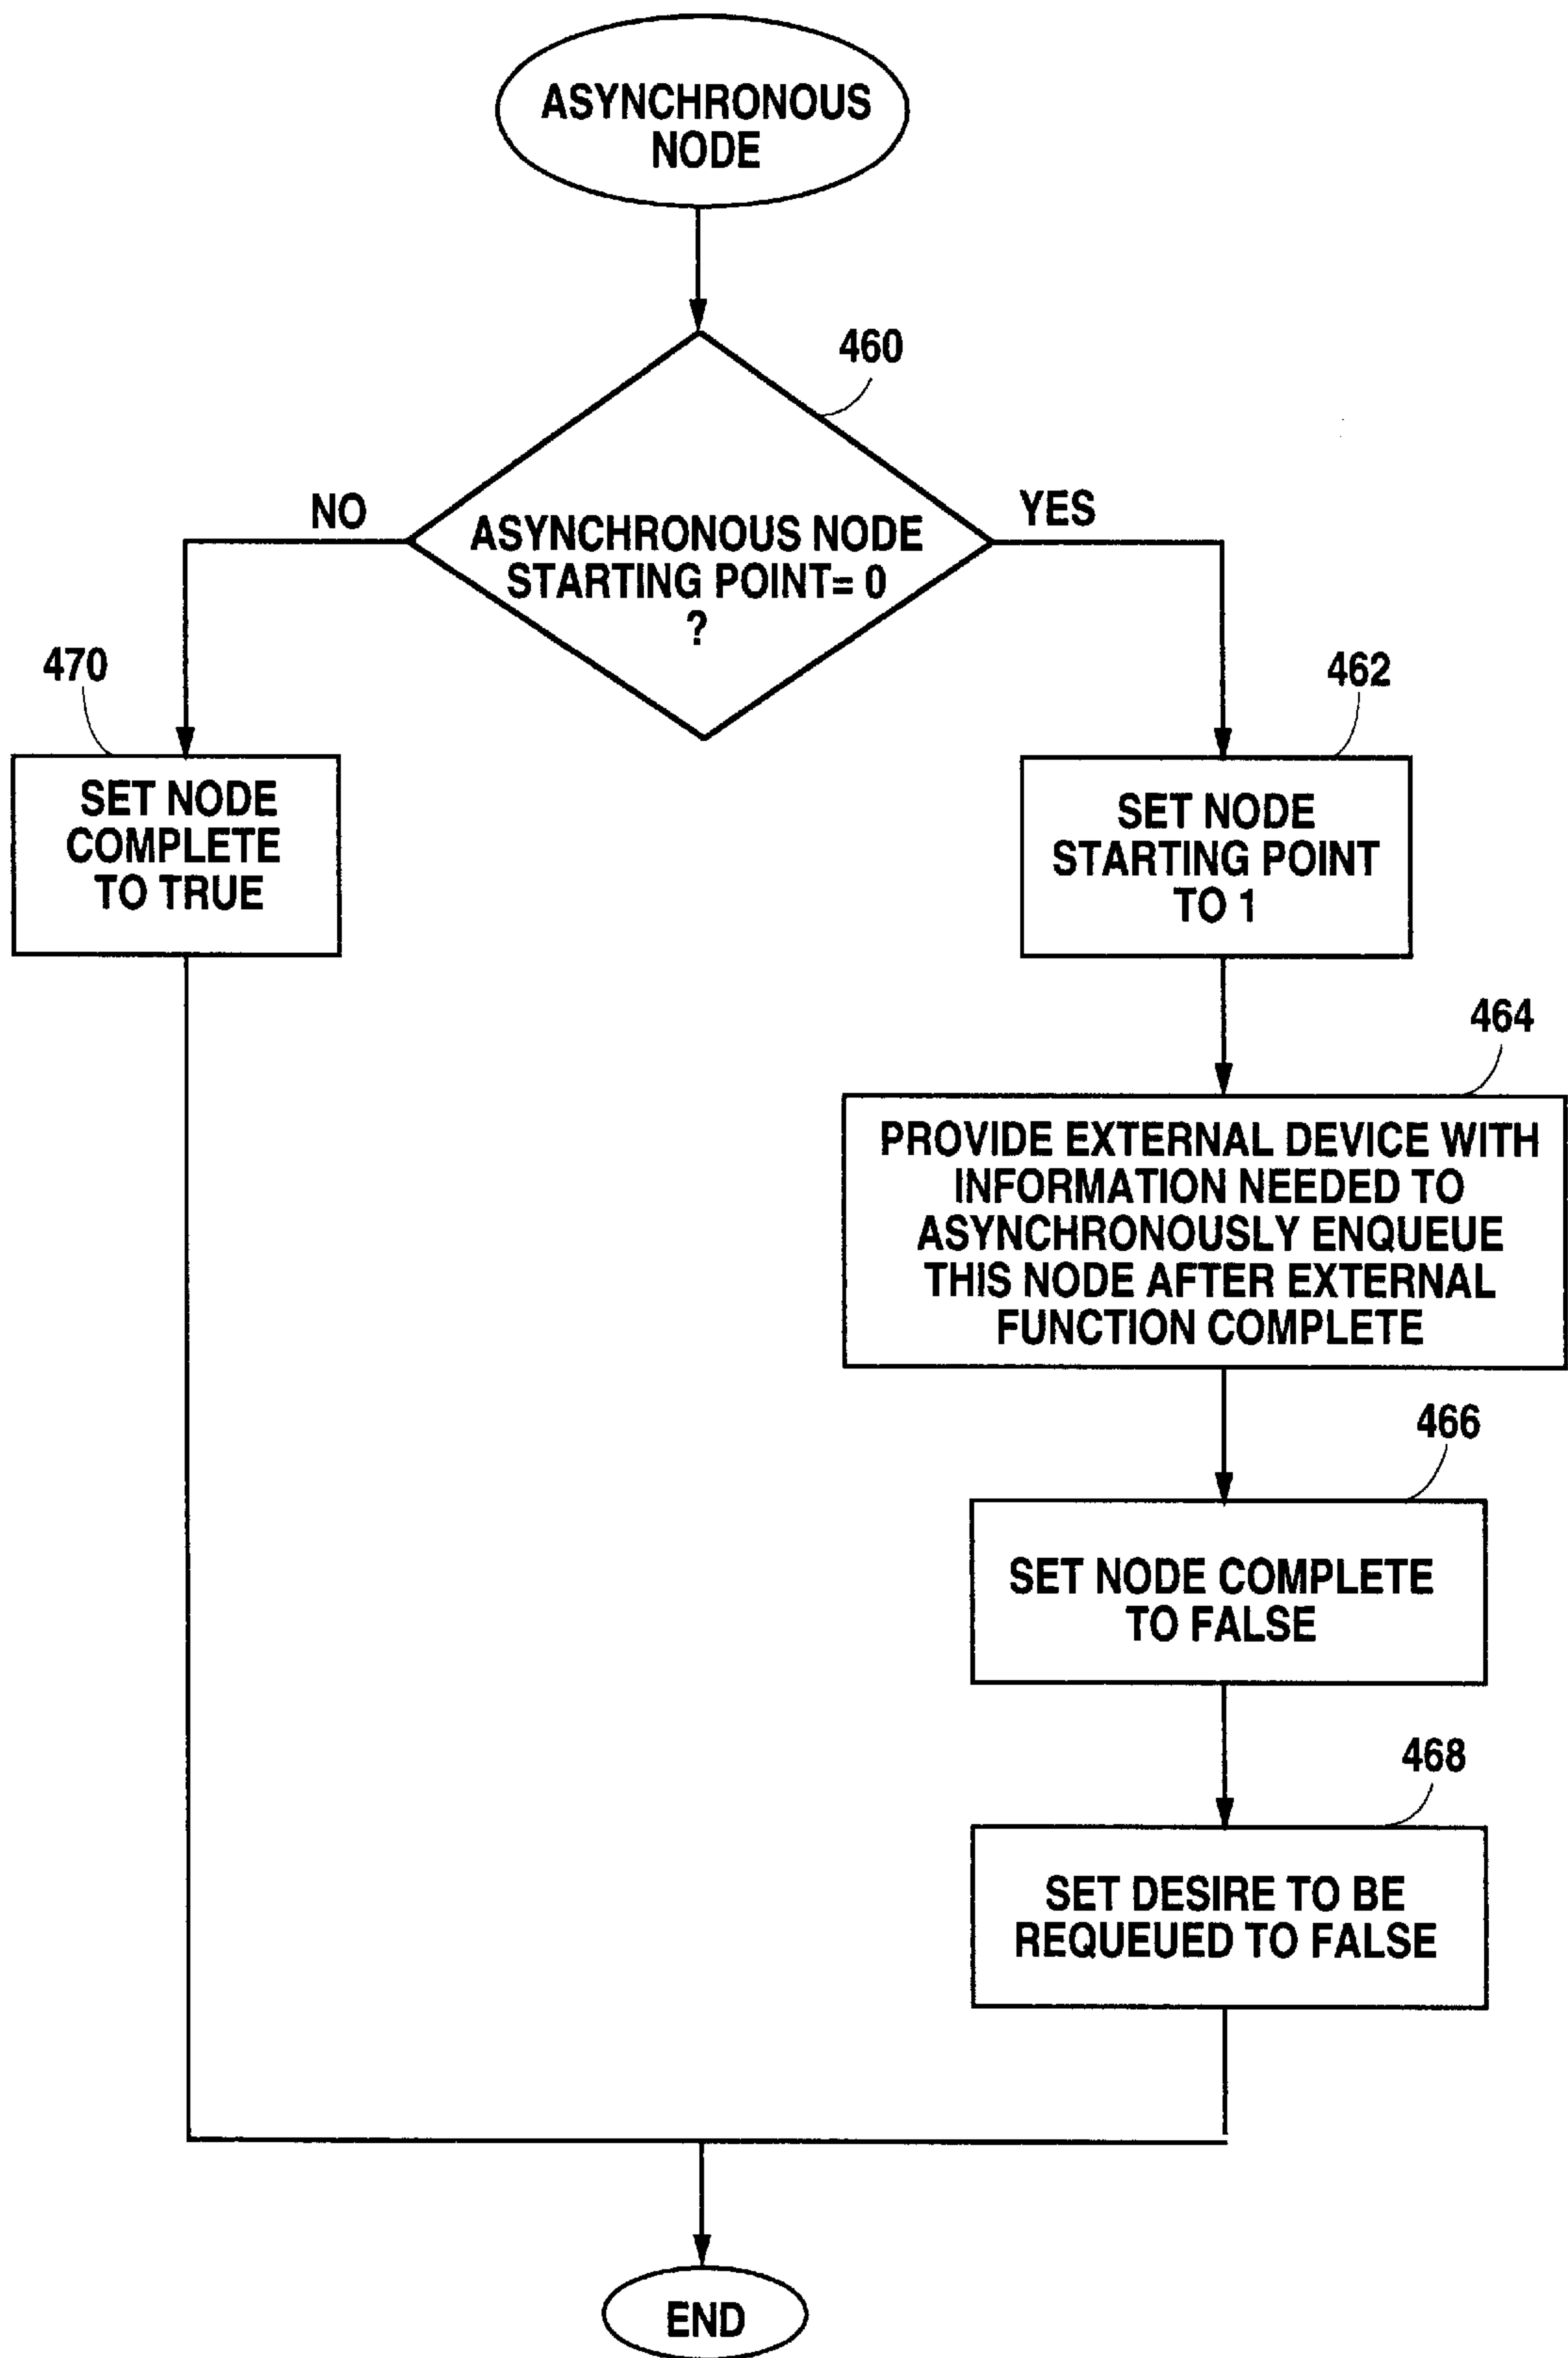 ASYNCHRONOUS
NODE
460
NO
YES
ASYNCHRONOUS NODE
STARTING POINT= 0
?
470
462
SET NODE
COMPLETE
TO TRUE
SET NODE
STARTING POINT
TO 1
464
PROVIDE EXTERNAL DEVICE WITH
INFORMATION NEEDED TO
ASYNCHRONOUSLY ENQUEUE
THIS NODE AFTER EXTERNAL
FUNCTION COMPLETE
466
SET NODE COMPLETE
TO FALSE
468
SET DESIRE TO BE
REQUEUED TO FALSE
END